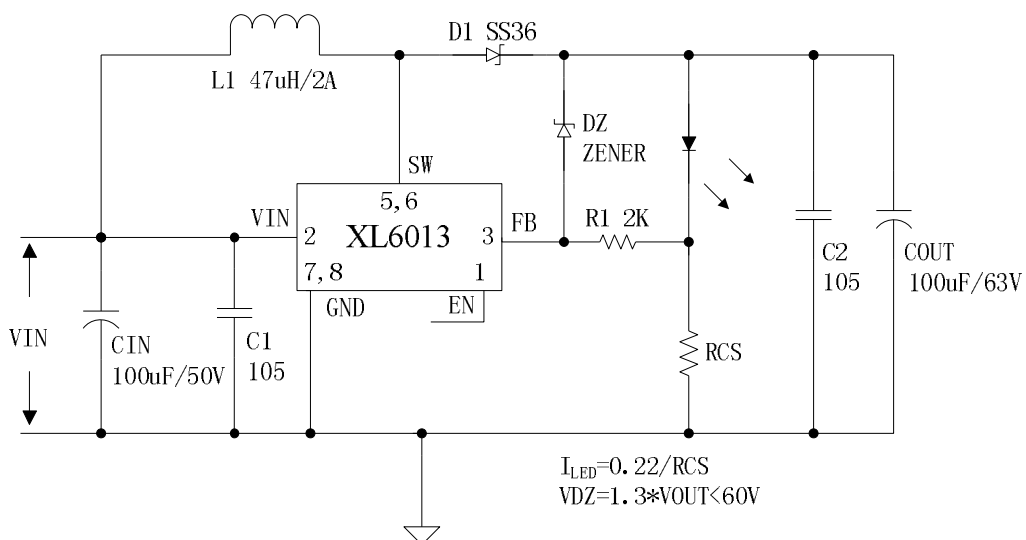 D1 SS36
L1 47uH/2A
DZ
ZENER
SW
5,6
VIN
2
XL6013
3
FB
R1 2K
7,8
1
GND
EN
C2
105
COUT
100uF/63V
VIN
CIN
100uF/50V
C1
105
RCS
ILED=0.22/RCS
VDZ=1.3*VOUT<60V